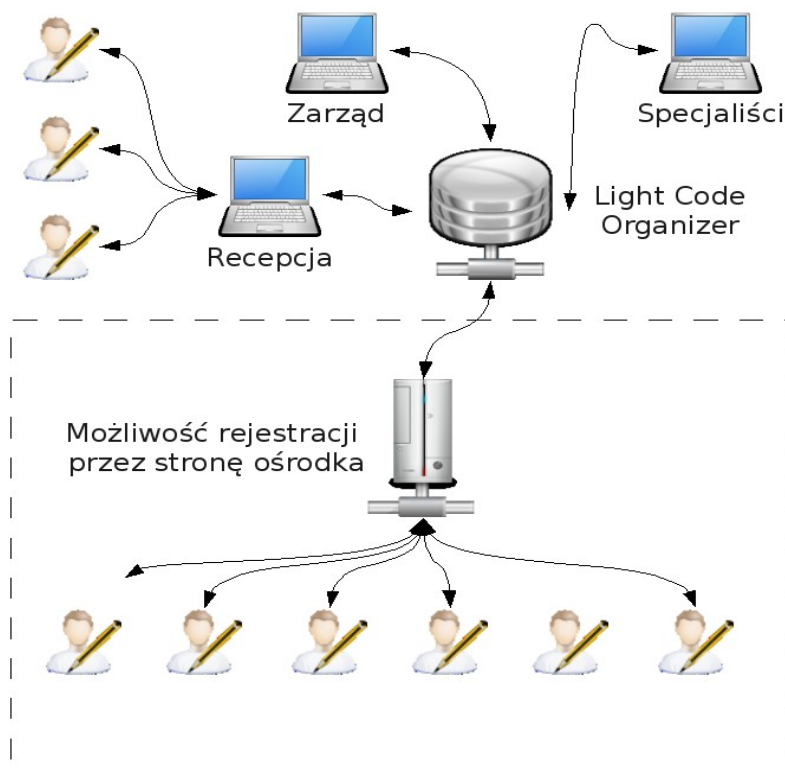 Zarząd
Specjaliści
Light Code
Organizer
Recepcja
Możliwość rejestracji
przez stronę ośrodka